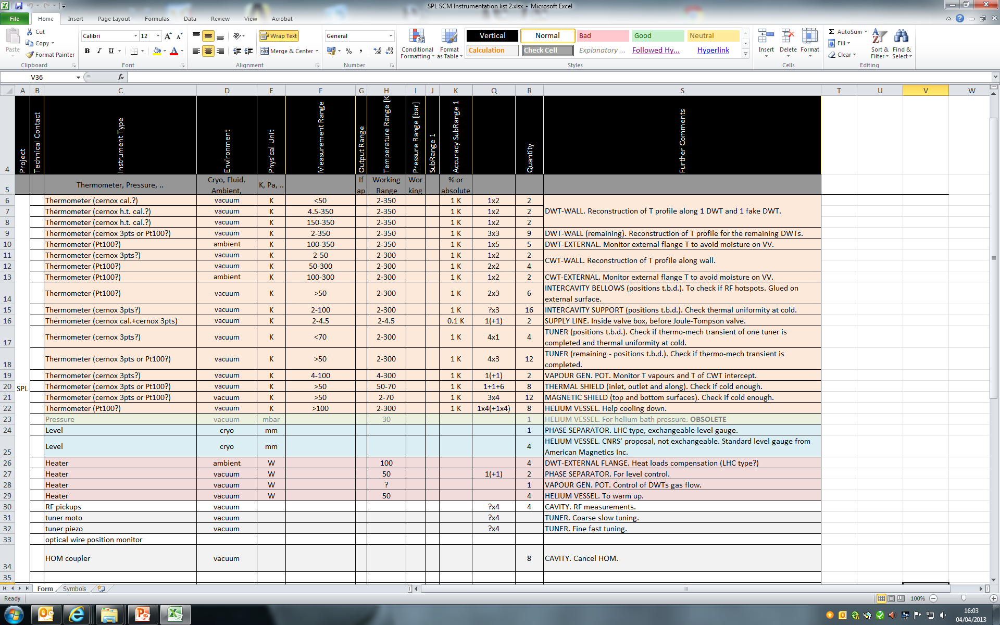 SPL SCM Instrumentation list 2.xlsx - Microsoft Excel
File Home Insert Page Layout Formulas Data Review View Acrobat
Paste
Cut
Copy
Format Painter
Clipboard
Calibri 12
B I U
Font
Wrap Text
Merge & Center
Alignment
General
% ,
Number
Conditional Formatting
Format as Table
Vertical Normal Bad Good Neutral
Calculation Check Cell Explanatory ... Followed Hy... Hyperlink
Styles
Insert Delete Format
Cells
AutoSum
Fill
Clear
Sort & Filter
Find & Select
Editing
V36 fx
A B C D E F G H I J K Q R S T U V W
4 Project Technical Contact Instrument Type Environment Physical Unit Measurement Range Output Range Temperature Range [K Pressure Range [bar] SubRange 1 Accuracy SubRange 1 Quantity Further Comments
5 Thermometer, Pressure, .. Cryo, Fluid, Ambient, K, Pa, .. If ap Working Range Wor king % or absolute
6 Thermometer (cernox cal.?) vacuum K <50 2-350 1 K 1x2 2
7 Thermometer (cernox h.t. cal.?) vacuum K 4.5-350 2-350 1 K 1x2 2 DWT-WALL. Reconstruction of T profile along 1 DWT and 1 fake DWT.
8 Thermometer (cernox h.t. cal.?) vacuum K 150-350 2-350 1 K 1x2 2
9 Thermometer (cernox 3pts or Pt100?) vacuum K 2-350 2-350 1 K 3x3 9 DWT-WALL (remaining). Reconstruction of T profile for the remaining DWTs.
10 Thermometer (Pt100?) ambient K 100-350 2-350 1 K 1x5 5 DWT-EXTERNAL. Monitor external flange T to avoid moisture on VV.
11 Thermometer (cernox 3pts?) vacuum K 2-50 2-300 1 K 1x2 2 CWT-WALL. Reconstruction of T profile along wall.
12 Thermometer (Pt100?) vacuum K 50-300 2-300 1 K 2x2 4
13 Thermometer (Pt100?) ambient K 100-300 2-300 1 K 1x2 2 CWT-EXTERNAL. Monitor external flange T to avoid moisture on VV.
14 Thermometer (Pt100?) vacuum K >50 2-300 1 K 2x3 6 INTERCAVITY BELLOWS (positions t.b.d.). To check if RF hotspots. Glued on
external surface.
15 Thermometer (cernox 3pts?) vacuum K 2-100 2-300 1 K ?x3 16 INTERCAVITY SUPPORT (positions t.b.d.). Check thermal uniformity at cold.
16 Thermometer (cernox cal.+cernox 3pts) vacuum K 2-4.5 2-4.5 0.1 K 1(+1) 2 SUPPLY LINE. Inside valve box, before Joule-Tompson valve.
17 Thermometer (cernox 3pts?) vacuum K <70 2-300 1 K 4x1 4 TUNER (positions t.b.d.). Check if thermo-mech transient of one tuner is
completed and thermal uniformity at cold.
18 Thermometer (cernox 3pts or Pt100?) vacuum K >50 2-300 1 K 4x3 12 TUNER (remaining - positions t.b.d.). Check if thermo-mech transient is
completed.
19 Thermometer (cernox 3pts?) vacuum K 4-100 4-300 1 K 1(+1) 2 VAPOUR GEN. POT. Monitor T vapours and T of CWT intercept.
20 SPL Thermometer (cernox 3pts or Pt100?) vacuum K >50 50-70 1 K 1+1+6 8 THERMAL SHIELD (inlet, outlet and along). Check if cold enough.
21 Thermometer (cernox 3pts or Pt100?) vacuum K >50 2-70 1 K 3x4 12 MAGNETIC SHIELD (top and bottom surfaces). Check if cold enough.
22 Thermometer (Pt100?) vacuum K >100 2-300 1 K 1x4(+1x4) 8 HELIUM VESSEL. Help cooling down.
23 Pressure vacuum mbar 30 1 HELIUM VESSEL. For helium bath pressure. OBSOLETE
24 Level cryo mm 1 PHASE SEPARATOR. LHC type, exchangeable level gauge.
25 Level cryo mm 4 HELIUM VESSEL. CNRS' proposal, not exchangeable. Standard level gauge from
American Magnetics Inc.
26 Heater ambient W 100 4 DWT-EXTERNAL FLANGE. Heat loads compensation (LHC type?)
27 Heater vacuum W 50 1(+1) 2 PHASE SEPARATOR. For level control.
28 Heater vacuum W ? 1 VAPOUR GEN. POT. Control of DWTs gas flow.
29 Heater vacuum W 50 4 HELIUM VESSEL. To warm up.
30 RF pickups vacuum ?x4 4 CAVITY. RF measurements.
31 tuner moto vacuum ?x4 TUNER. Coarse slow tuning.
32 tuner piezo vacuum ?x4 TUNER. Fine fast tuning.
33 optical wire position monitor
34 HOM coupler vacuum 8 CAVITY. Cancel HOM.
35
Form Symbols
Ready 100%
16:03
04/04/2013